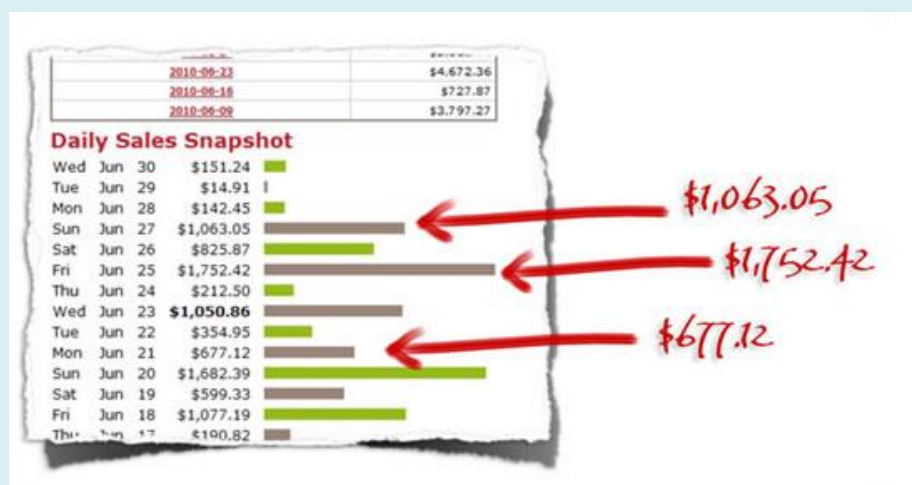 2010-06-23 $4,672.36
2010-06-16 $727.87
2010-06-09 $3,797.27
Daily Sales Snapshot
Wed Jun 30 $151.24
Tue Jun 29 $14.91
Mon Jun 28 $142.45
Sun Jun 27 $1,063.05
$1,063.05
Sat Jun 26 $825.87
Fri Jun 25 $1,752.42
$1,752.42
Thu Jun 24 $212.50
Wed Jun 23 $1,050.86
Tue Jun 22 $354.95
Mon Jun 21 $677.12
$677.12
Sun Jun 20 $1,682.39
Sat Jun 19 $599.33
Fri Jun 18 $1,077.19
Thu Jun 17 $190.82